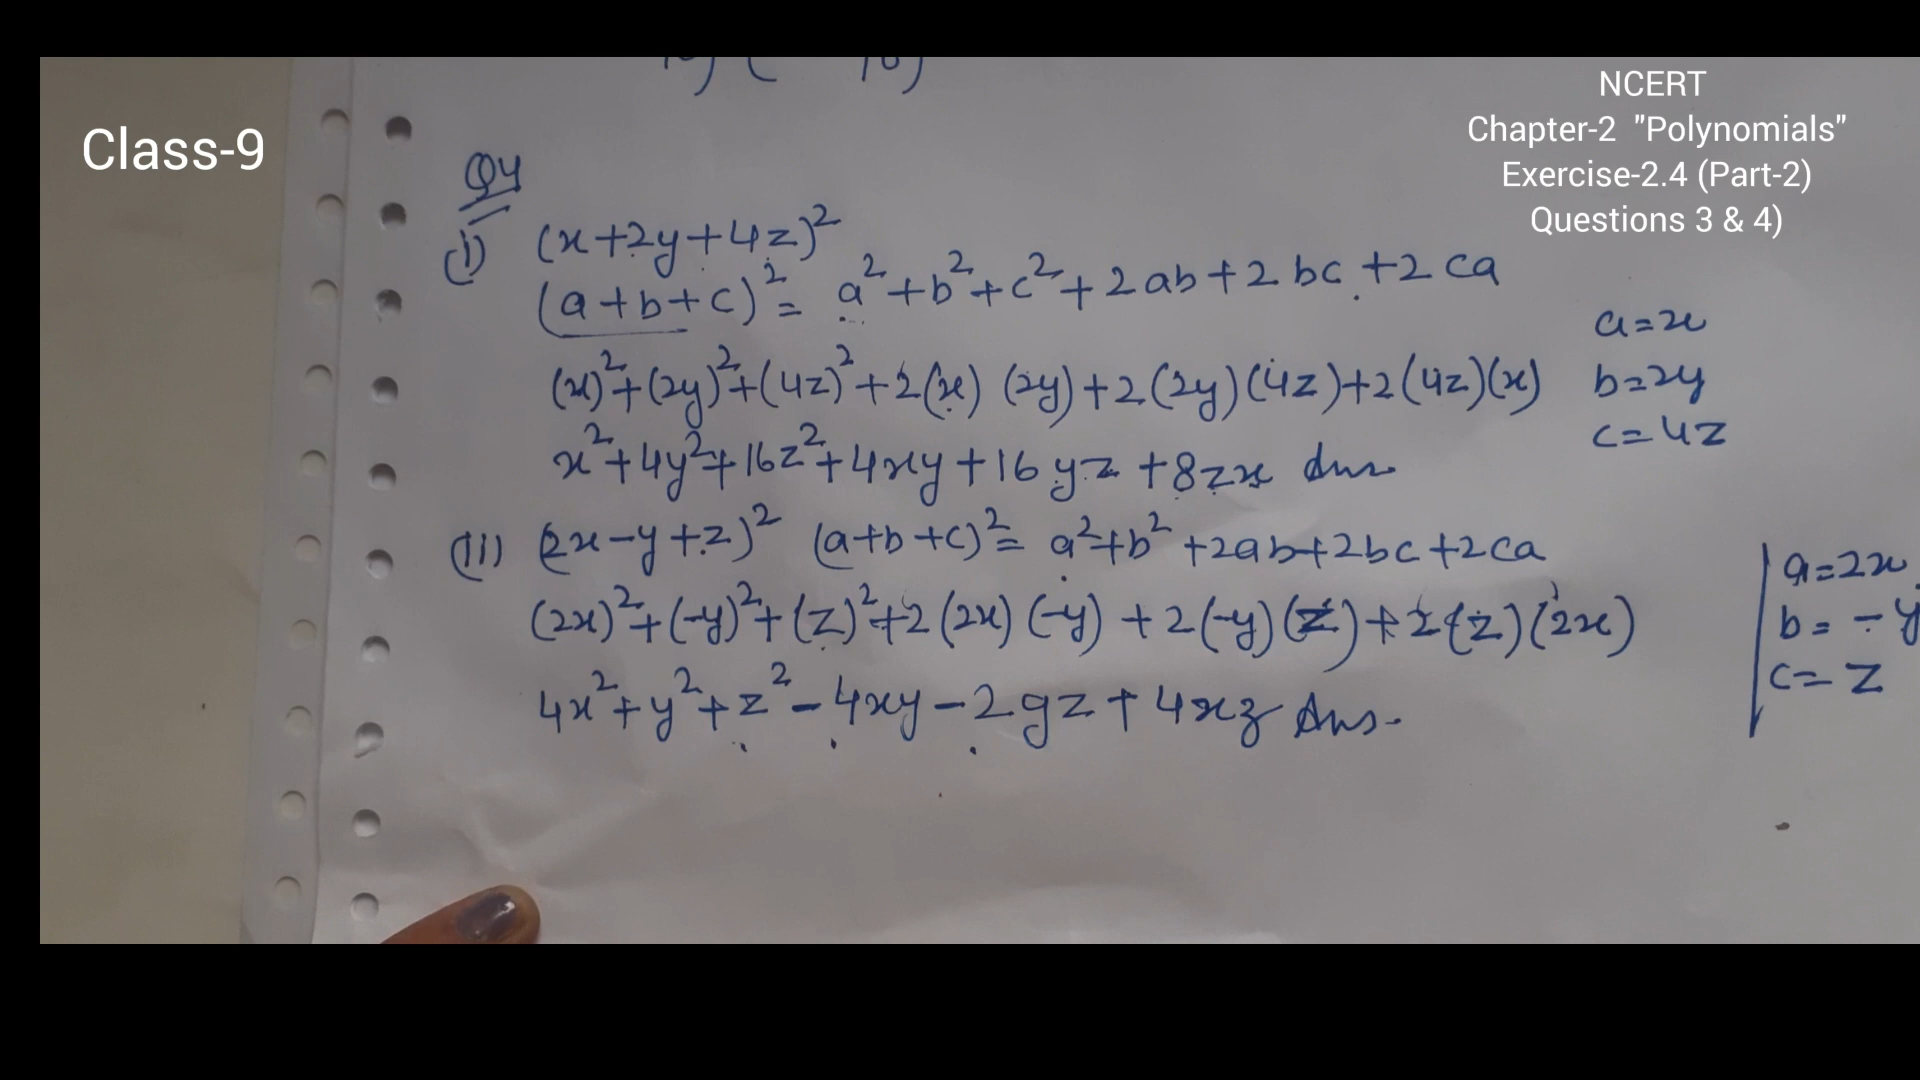 Class-9
NCERT
Chapter-2 "Polynomials"
Exercise-2.4 (Part-2)
Questions 3 & 4)
Q4
(i) (x+2y+4z)²
(a+b+c)² = a²+b²+c²+2ab+2bc+2ca
a=x
(x)²+(2y)²+(4z)²+2(x)(2y)+2(2y)(4z)+2(4z)(x)
b=2y
c=4z
x²+4y²+16z²+4xy+16yz+8zx Ans.
(II) (2x-y+z)² (a+b+c)²= a²+b²+2ab+2bc+2ca
a=2x
(2x)²+(-y)²+(z)²+2(2x)(-y)+2(-y)(z)+2(z)(2x)
b=-y
c=z
4x²+y²+z²-4xy-2yz+4xz Ans.